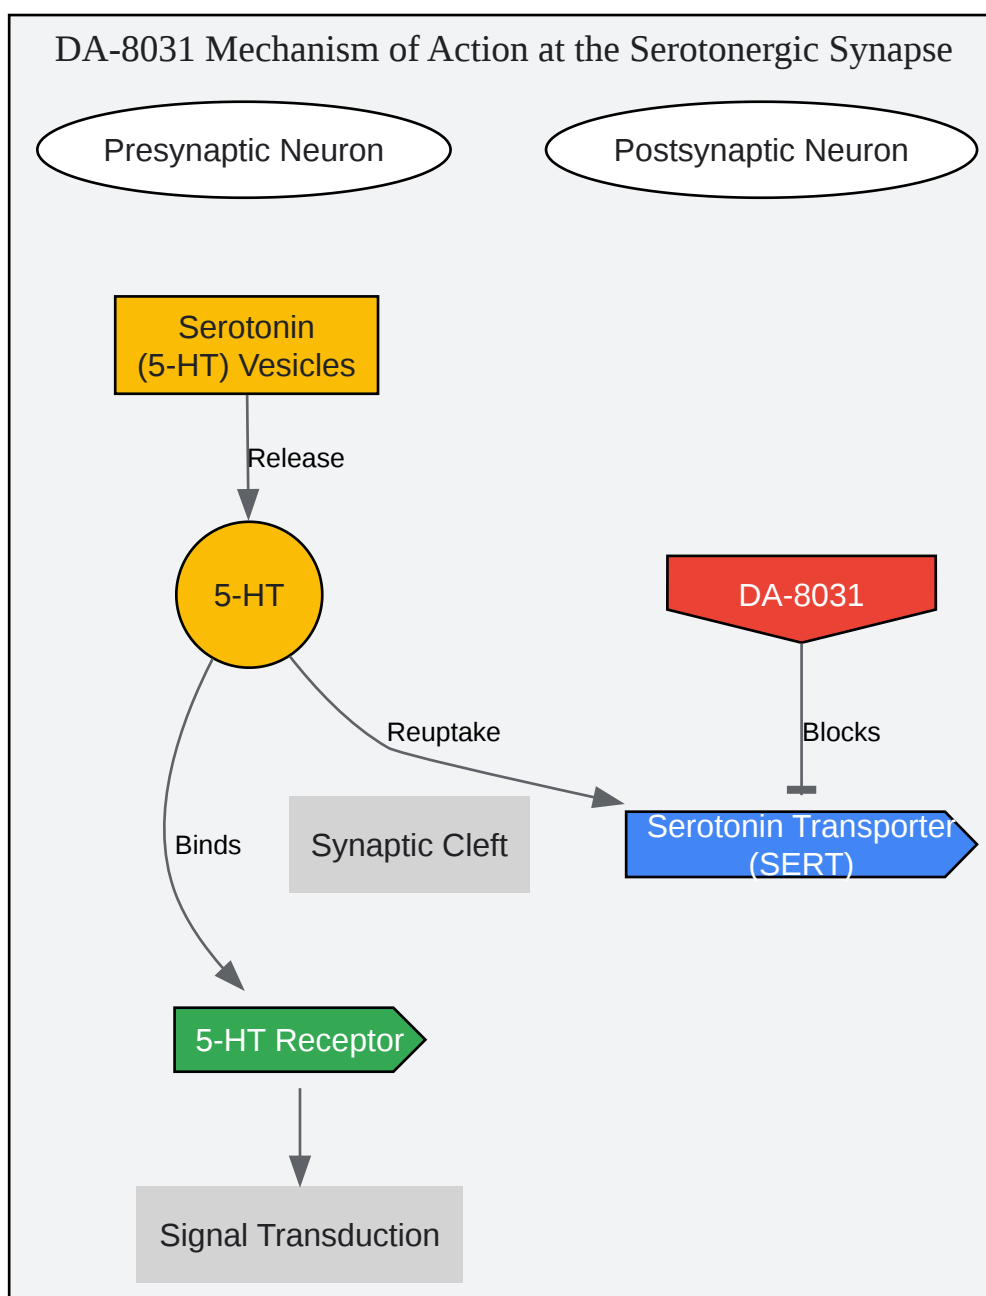 DA-8031 Mechanism of Action at the Serotonergic Synapse
Presynaptic Neuron
Postsynaptic Neuron
Serotonin
(5-HT) Vesicles
Release
5-HT
DA-8031
Reuptake
Blocks
Binds
Synaptic Cleft
Serotonin Transporter
(SERT)
5-HT Receptor
Signal Transduction